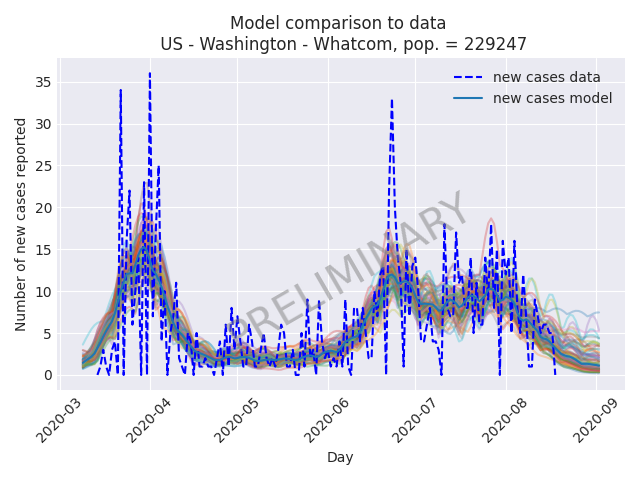 Model comparison to data
US - Washington - Whatcom, pop. = 229247
new cases data
new cases model
Number of new cases reported
35
30
25
20
15
10
5
0
PRELIMINARY
2020-03
2020-04
2020-05
2020-06
2020-07
2020-08
2020-09
Day